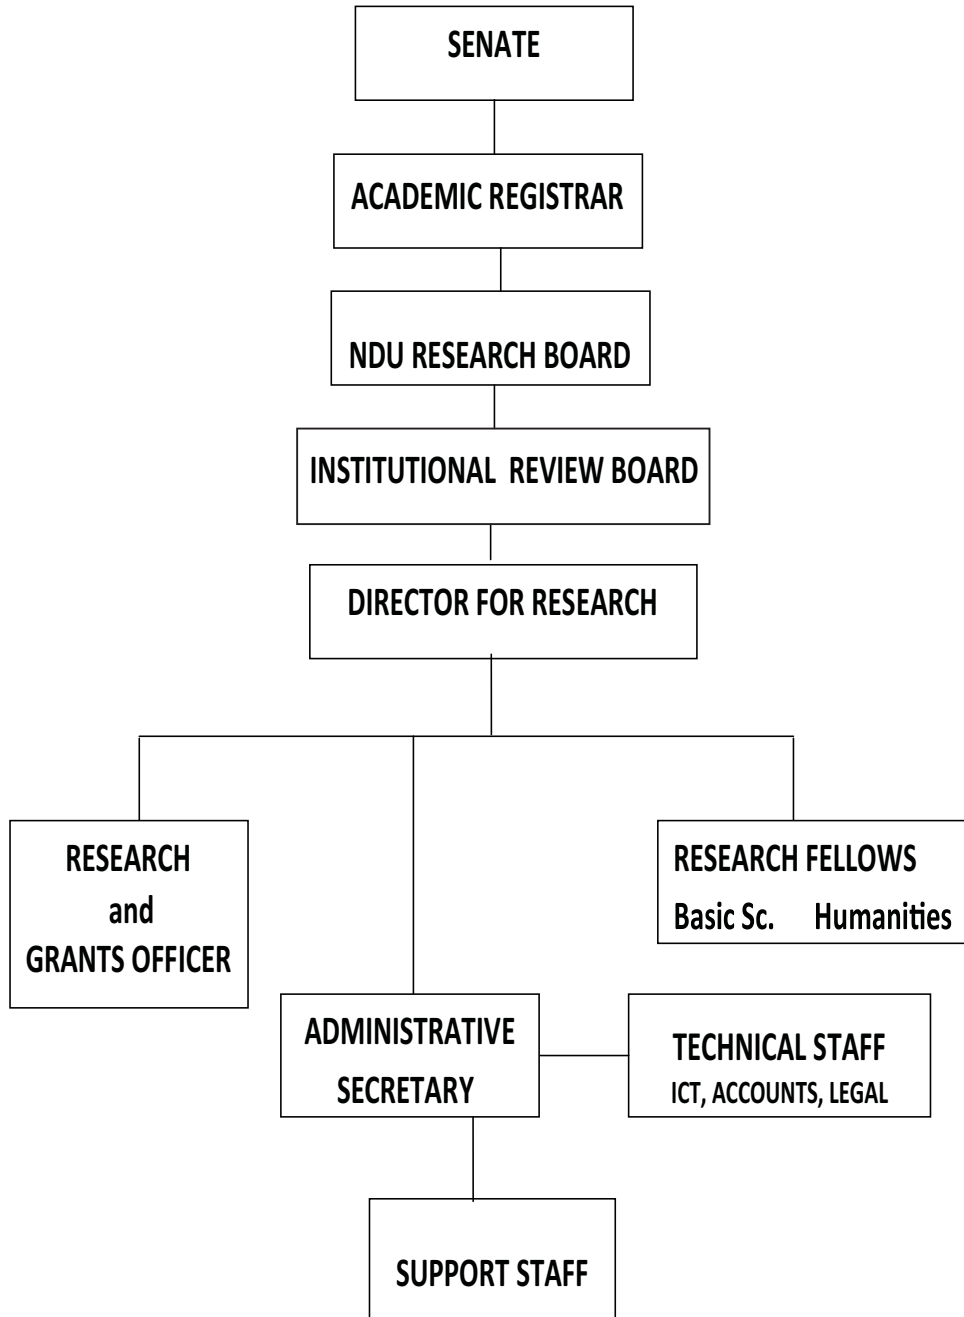 SENATE
ACADEMIC REGISTRAR
NDU RESEARCH BOARD
INSTITUTIONAL REVIEW BOARD
DIRECTOR FOR RESEARCH
RESEARCH
and
GRANTS OFFICER
RESEARCH FELLOWS
Basic Sc. Humanities
ADMINISTRATIVE
SECRETARY
TECHNICAL STAFF
ICT, ACCOUNTS, LEGAL
SUPPORT STAFF